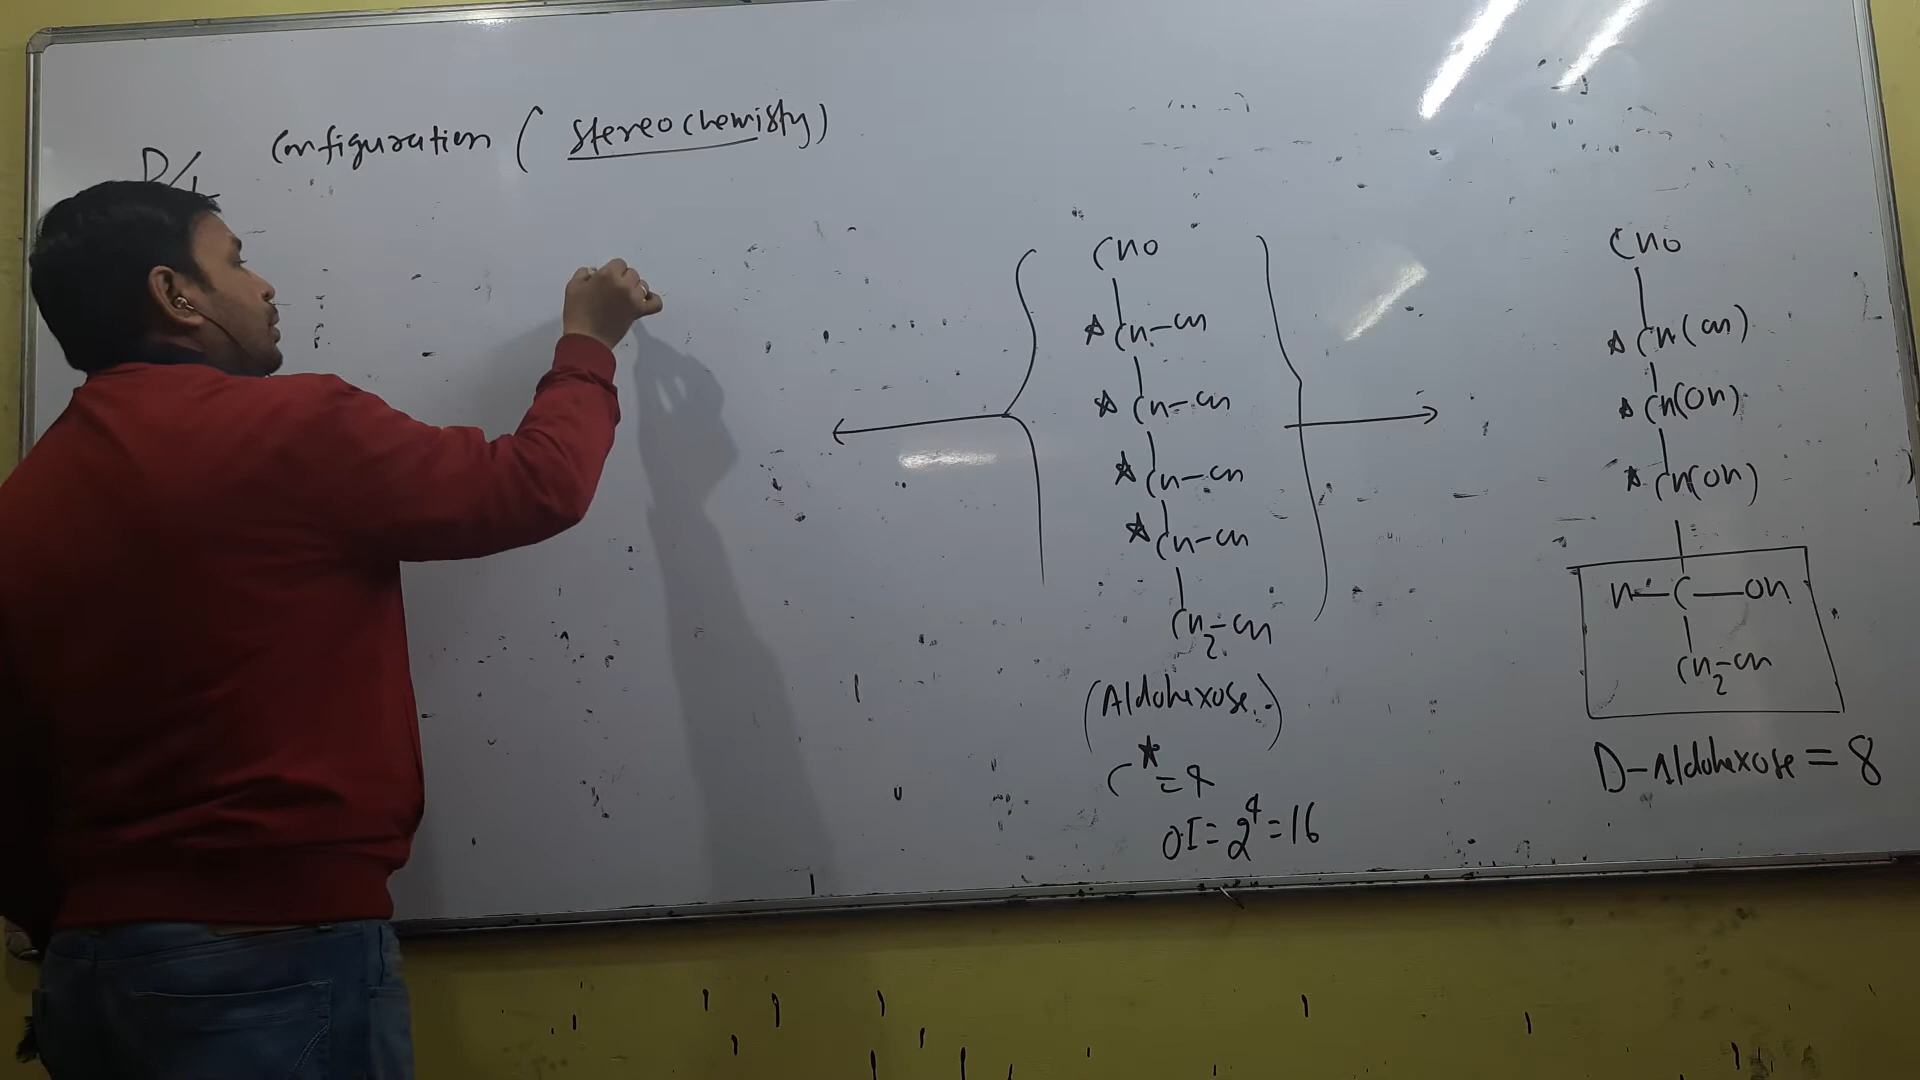 D/L Configuration (stereochemisty)
CHO
CH-OH
CH-OH
CH-OH
CH-OH
CH2-OH
(Aldohexose)
C*=4
OI=2^4=16
CHO
CH(OH)
CH(OH)
CH(OH)
H-C-OH
CH2-OH
D-Aldohexose=8